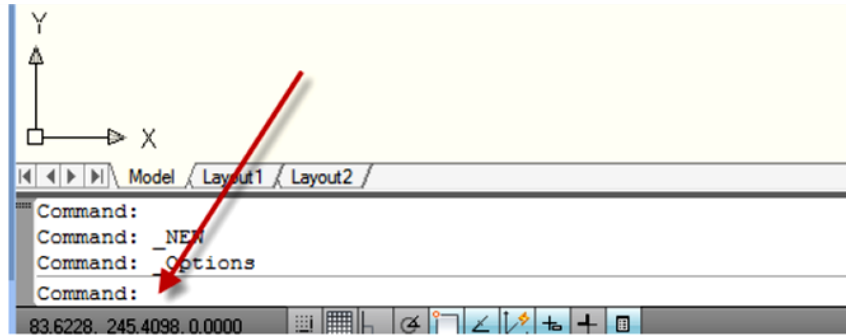 Y
X
Model Layout1 Layout2
Command:
Command: _NEW
Command: _Options
Command:
83.6228, 245.4098, 0.0000